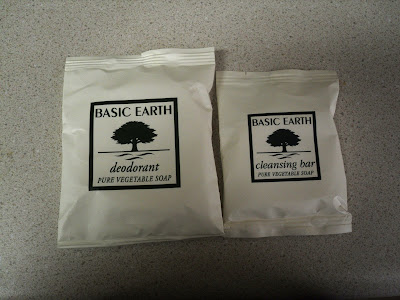 BASIC EARTH
deodorant
PURE VEGETABLE SOAP
BASIC EARTH
cleansing bar
PURE VEGETABLE SOAP